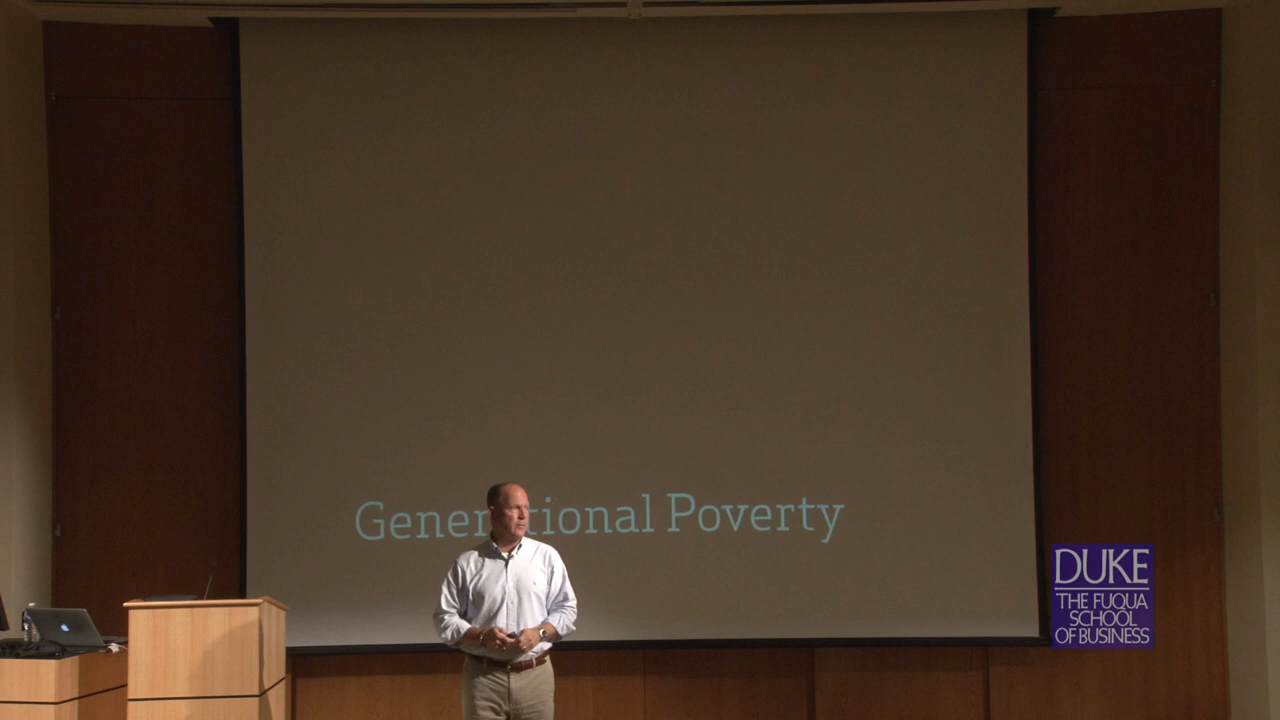 Generational Poverty
DUKE
THE FUQUA
SCHOOL
OF BUSINESS